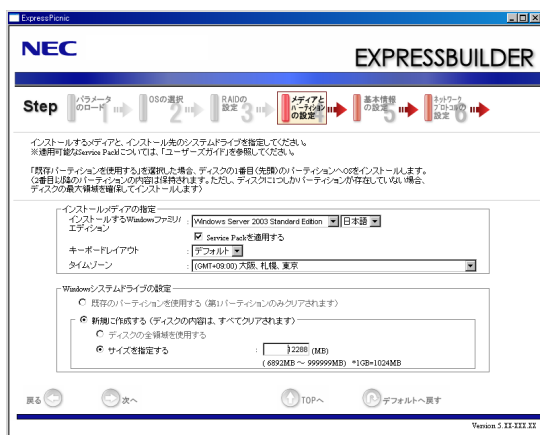 ExpressPicnic
NEC
EXPRESSBUILDER
Step
パラメータのロード 1
OSの選択 2
RAIDの設定 3
メディアとパーティションの設定 4
基本情報の設定 5
ネットワークプロトコルの設定 6
インストールするメディアと、インストール先のシステムドライブを指定してください。
※適用可能なService Packについては、「ユーザーズガイド」を参照してください。
「既存パーティションを使用する」を選択した場合、ディスクの1番目(先頭)のパーティションへOSをインストールします。
(2番目以降のパーティションの内容は保持されます。ただし、ディスクに1つしかパーティションが存在していない場合、
ディスクの最大領域を確保してインストールします)
インストールメディアの指定
インストールするWindowsファミリ/エディション : Windows Server 2003 Standard Edition 日本語
Service Packを適用する
キーボードレイアウト : デフォルト
タイムゾーン : (GMT+09:00) 大阪、札幌、東京
Windowsシステムドライブの設定
既存のパーティションを使用する (第1パーティションのみクリアされます)
新規に作成する (ディスクの内容は、すべてクリアされます)
ディスクの全領域を使用する
サイズを指定する : 12288 (MB)
( 6892MB ～ 999999MB) *1GB=1024MB
戻る 次へ TOPへ デフォルトへ戻す
Version 5.XX-XXX.XX